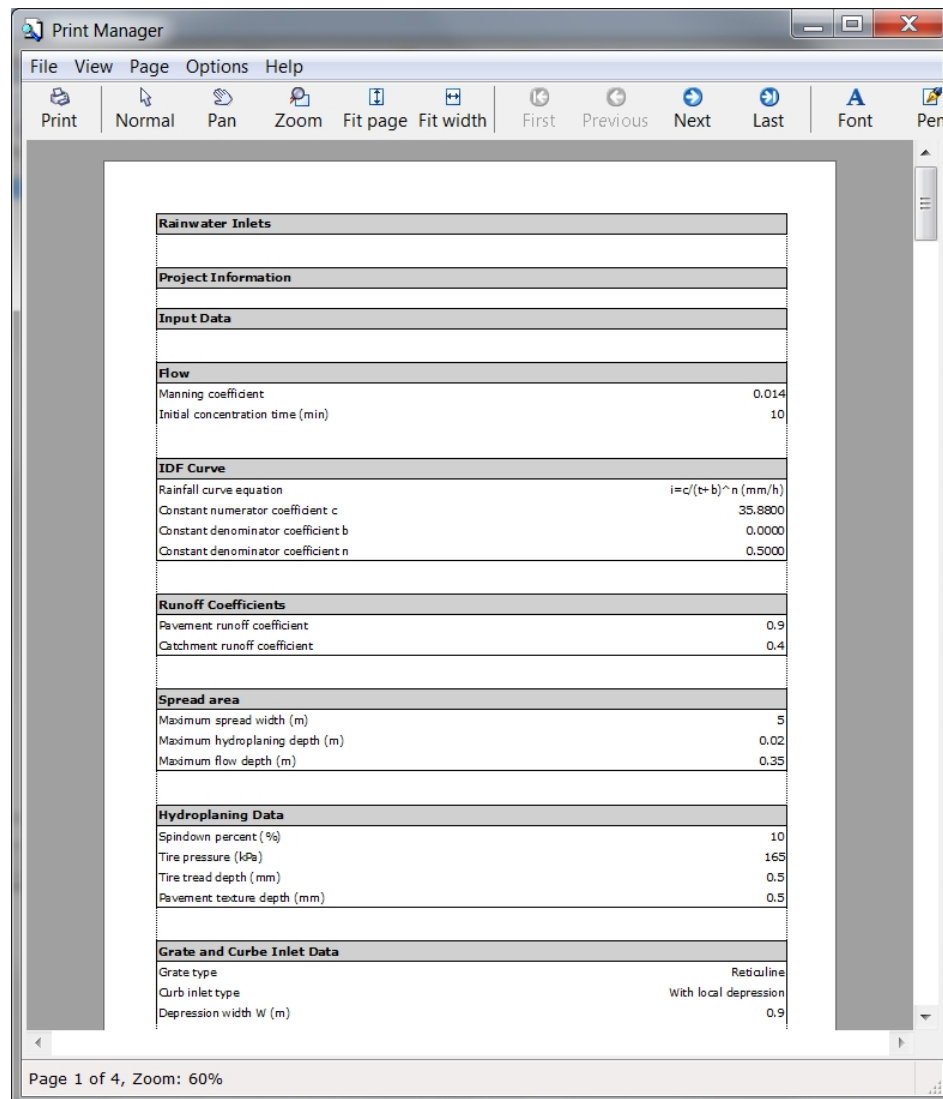 Print Manager
File View Page Options Help
Print Normal Pan Zoom Fit page Fit width First Previous Next Last Font Pen
Rainwater Inlets
Project Information
Input Data
Flow
Manning coefficient 0.014
Initial concentration time (min) 10
IDF Curve
Rainfall curve equation i=c/(t+b)^n (mm/h)
Constant numerator coefficient c 35.8800
Constant denominator coefficient b 0.0000
Constant denominator coefficient n 0.5000
Runoff Coefficients
Pavement runoff coefficient 0.9
Catchment runoff coefficient 0.4
Spread area
Maximum spread width (m) 5
Maximum hydroplaning depth (m) 0.02
Maximum flow depth (m) 0.35
Hydroplaning Data
Spindown percent (%) 10
Tire pressure (kPa) 165
Tire tread depth (mm) 0.5
Pavement texture depth (mm) 0.5
Grate and Curbe Inlet Data
Grate type Reticuline
Curb inlet type With local depression
Depression width W (m) 0.9
Page 1 of 4, Zoom: 60%